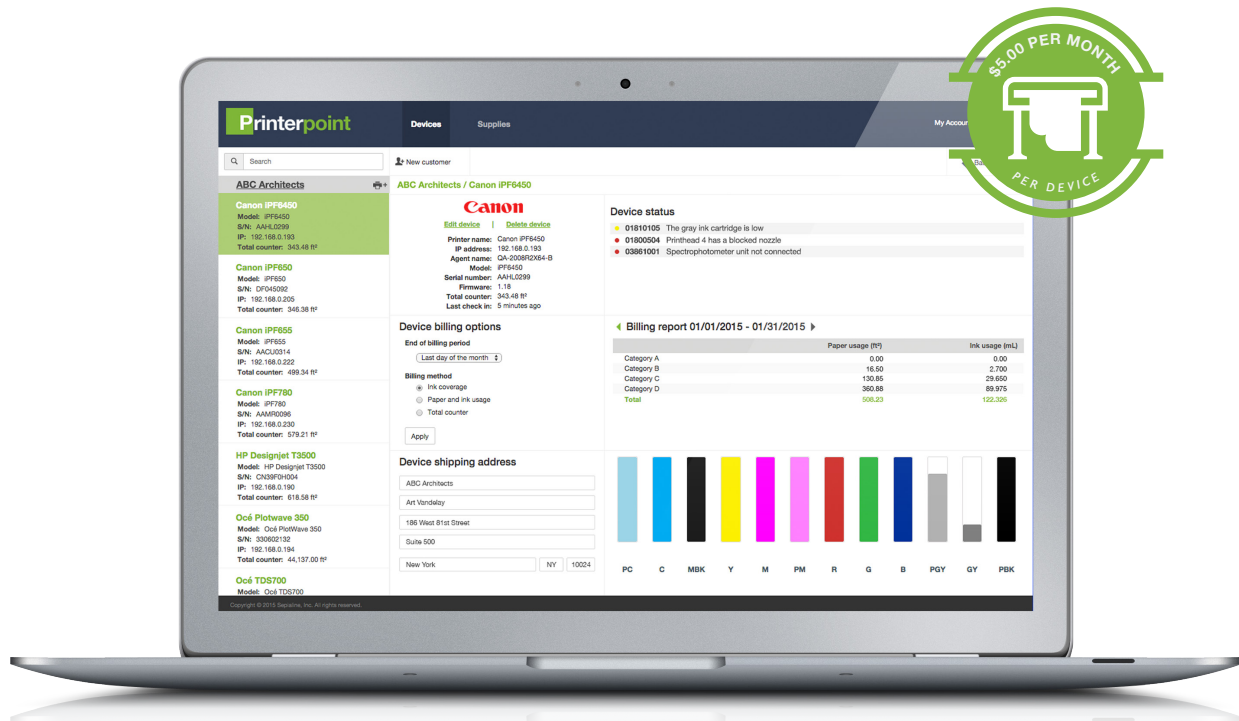 $5.00 PER MONTH
PER DEVICE
Printerpoint
Devices
Supplies
My
Search
New customer
ABC Architects
Canon iPF6450
Model: iPF6450
S/N: AAHL0299
IP: 192.168.0.193
Total counter: 343.48 ft²
Canon iPF650
Model: iPF650
S/N: DF045092
IP: 192.168.0.205
Total counter: 346.38 ft²
Canon iPF655
Model: iPF655
S/N: AACU0314
IP: 192.168.0.222
Total counter: 499.34 ft²
Canon iPF780
Model: iPF780
S/N: AAMR0096
IP: 192.168.0.230
Total counter: 579.21 ft²
HP Designjet T3500
Model: HP Designjet T3500
S/N: CN39F0H004
IP: 192.168.0.190
Total counter: 618.58 ft²
Océ Plotwave 350
Model: Océ PlotWave 350
S/N: 330602132
IP: 192.168.0.194
Total counter: 44,137.00 ft²
Océ TDS700
Model: Océ TDS700
ABC Architects / Canon iPF6450
Canon
Edit device | Delete device
Printer name: Canon iPF6450
IP address: 192.168.0.193
Agent name: QA-2008R2X64-B
Model: iPF6450
Serial number: AAHL0299
Firmware: 1.18
Total counter: 343.48 ft²
Last check in: 5 minutes ago
Device status
01810105 The gray ink cartridge is low
01800504 Printhead 4 has a blocked nozzle
03861001 Spectrophotometer unit not connected
Device billing options
End of billing period
Last day of the month
Billing method
Ink coverage
Paper and ink usage
Total counter
Apply
Billing report 01/01/2015 - 01/31/2015
Paper usage (ft²) Ink usage (mL)
Category A 0.00 0.00
Category B 16.50 2.700
Category C 130.85 29.650
Category D 360.88 89.975
Total 508.23 122.326
Device shipping address
ABC Architects
Art Vandelay
186 West 81st Street
Suite 500
New York NY 10024
PC C MBK Y M PM R G B PGY GY PBK
Copyright © 2015 Sepialine, Inc. All rights reserved.